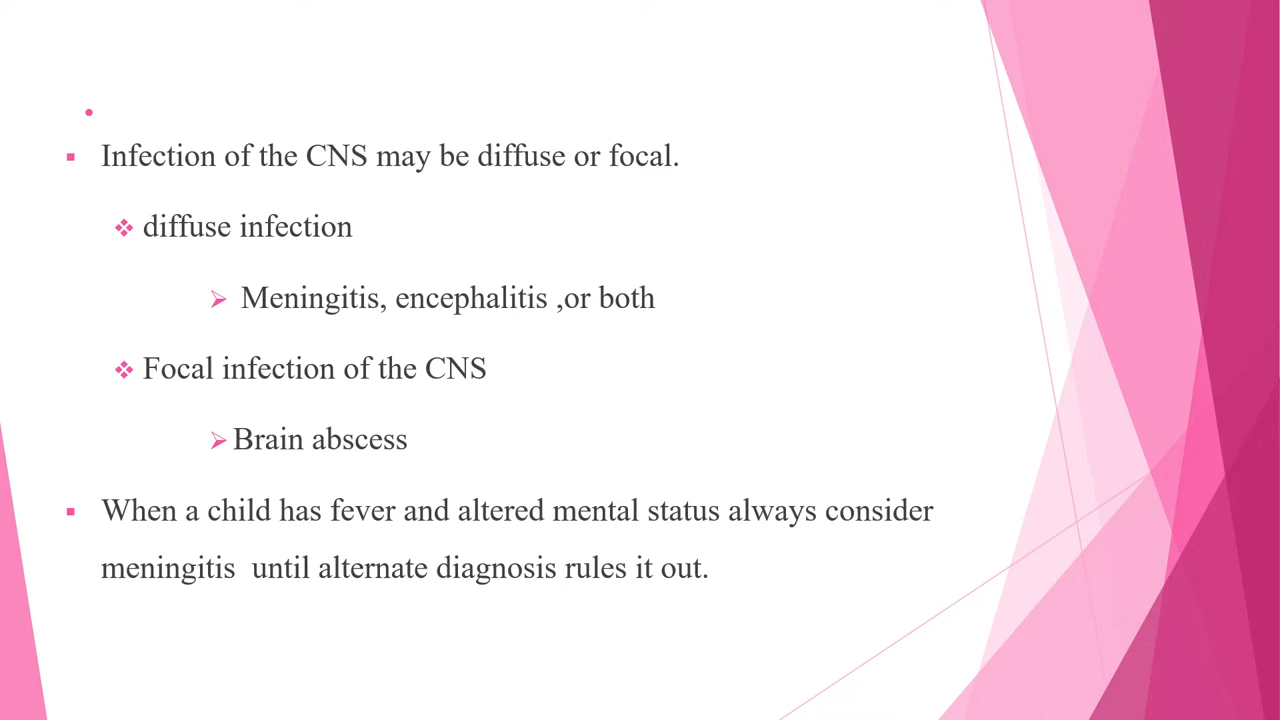 •
▪ Infection of the CNS may be diffuse or focal.
❖ diffuse infection
➢ Meningitis, encephalitis ,or both
❖ Focal infection of the CNS
➢ Brain abscess
▪ When a child has fever and altered mental status always consider
meningitis  until alternate diagnosis rules it out.